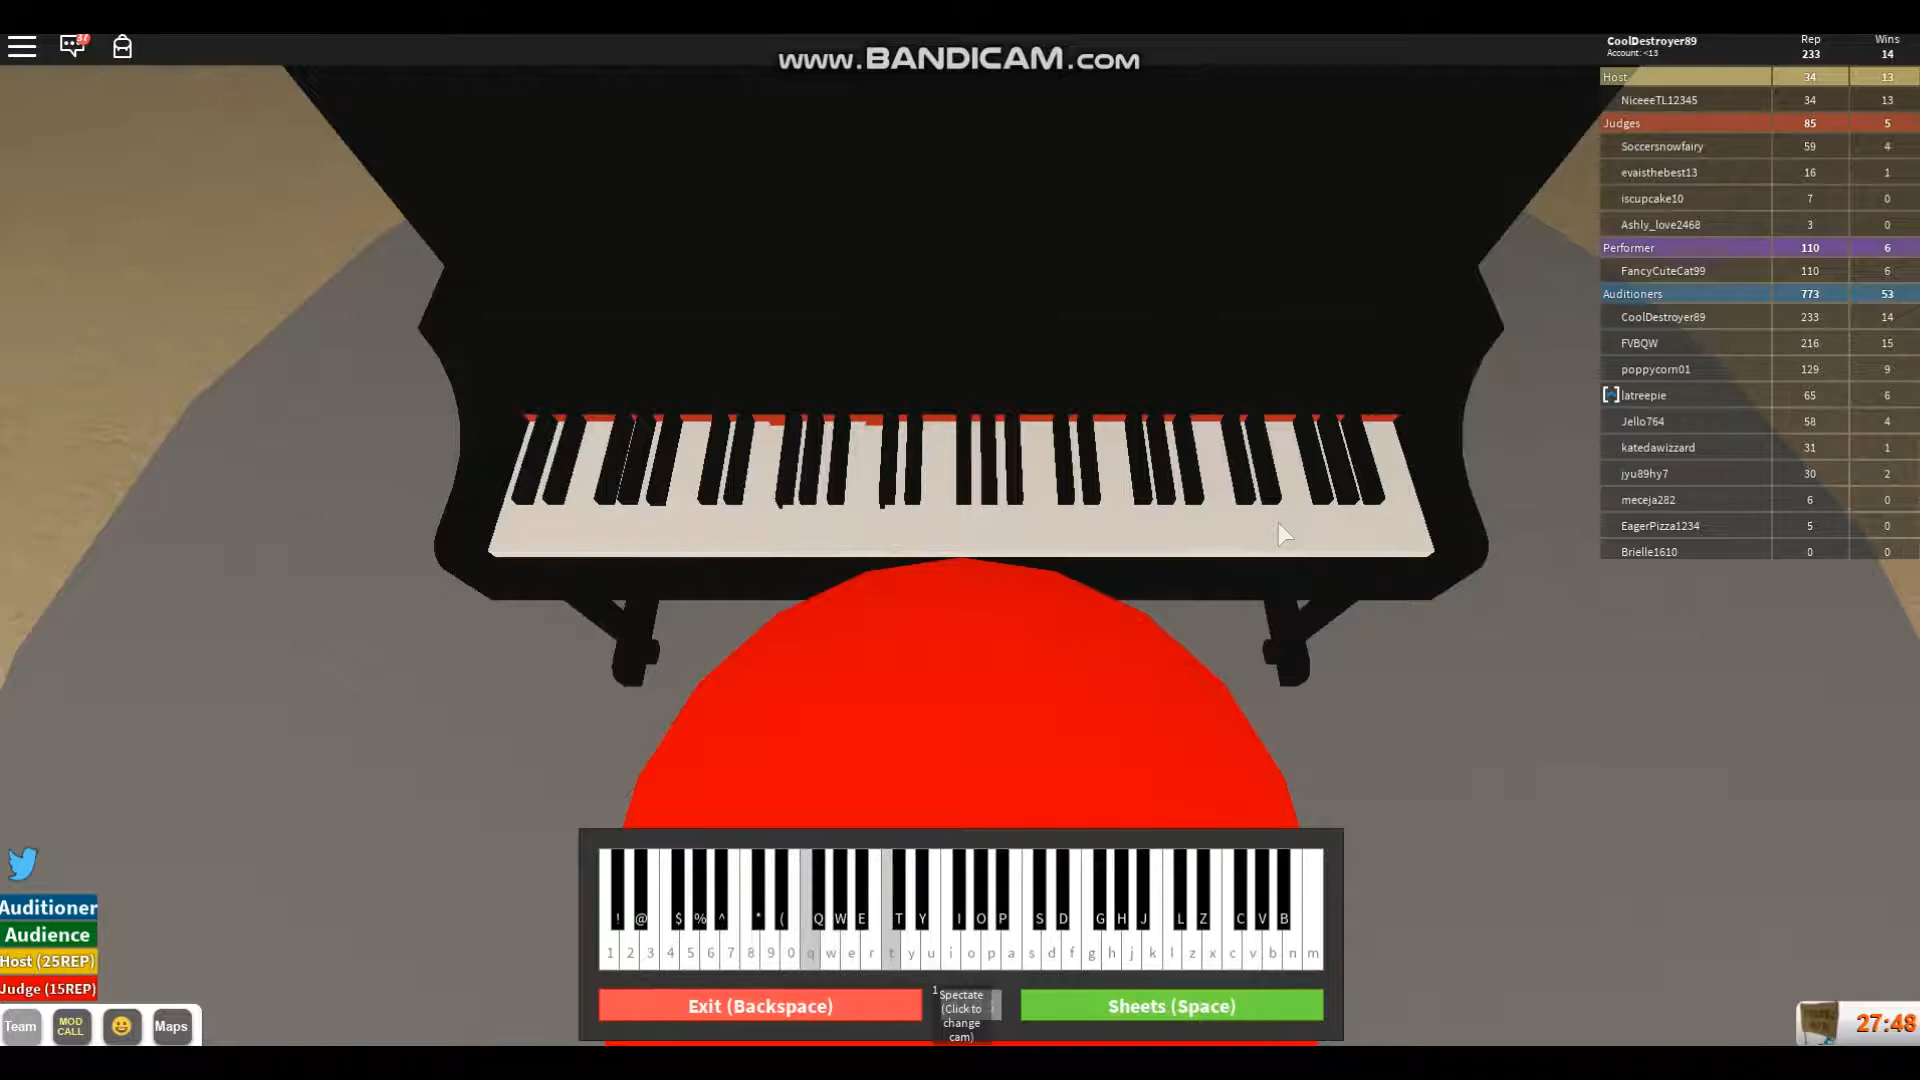 www.BANDICAM.com
37
CoolDestroyer89 Rep Wins
Account: <13 233 14
Host 34 13
NiceeeTL12345 34 13
Judges 85 5
Soccersnowfairy 59 4
evaisthebest13 16 1
iscupcake10 7 0
Ashly_love2468 3 0
Performer 110 6
FancyCuteCat99 110 6
Auditioners 773 53
CoolDestroyer89 233 14
FVBQW 216 15
poppycorn01 129 9
latreepie 65 6
Jello764 58 4
katedawizzard 31 1
jyu89hy7 30 2
meceja282 6 0
EagerPizza1234 5 0
Brielle1610 0 0
! @ $ % ^ * ( Q W E T Y I O P S D G H J L Z C V B
1 2 3 4 5 6 7 8 9 0 q w e r t y u i o p a s d f g h j k l z x c v b n m
Exit (Backspace)
1
Spectate
(Click to
change
cam)
Sheets (Space)
Auditioner
Audience
Host (25REP)
Judge (15REP)
Team
MOD
CALL
Maps
27:48